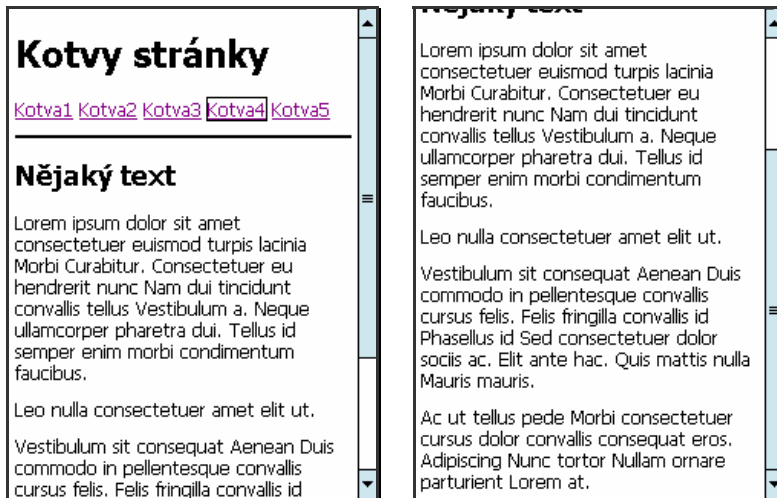 Kotvy stránky
Kotva1 Kotva2 Kotva3 Kotva4 Kotva5
Nějaký text
Lorem ipsum dolor sit amet
consectetuer euismod turpis lacinia
Morbi Curabitur. Consectetuer eu
hendrerit nunc Nam dui tincidunt
convallis tellus Vestibulum a. Neque
ullamcorper pharetra dui. Tellus id
semper enim morbi condimentum
faucibus.
Leo nulla consectetuer amet elit ut.
Vestibulum sit consequat Aenean Duis
commodo in pellentesque convallis
cursus felis. Felis fringilla convallis id
Nějaký text
Lorem ipsum dolor sit amet
consectetuer euismod turpis lacinia
Morbi Curabitur. Consectetuer eu
hendrerit nunc Nam dui tincidunt
convallis tellus Vestibulum a. Neque
ullamcorper pharetra dui. Tellus id
semper enim morbi condimentum
faucibus.
Leo nulla consectetuer amet elit ut.
Vestibulum sit consequat Aenean Duis
commodo in pellentesque convallis
cursus felis. Felis fringilla convallis id
Phasellus id Sed consectetuer dolor
sociis ac. Elit ante hac. Quis mattis nulla
Mauris mauris.
Ac ut tellus pede Morbi consectetuer
cursus dolor convallis consequat eros.
Adipiscing Nunc tortor Nullam ornare
parturient Lorem at.